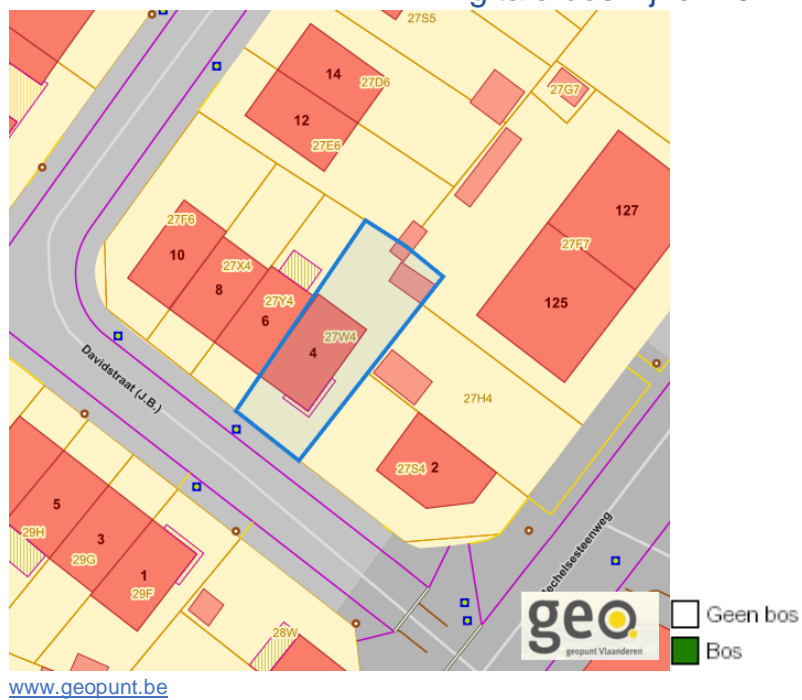 27S5
14
27D6
12
27E6
27G7
127
27F7
125
27F6
10
27X4
8
27Y4
6
27W4
4
27H4
27S4
2
Davidstraat (J.B.)
5
29H
3
29G
1
29F
28W
geo.
geopunt Vlaanderen
Geen bos
Bos
www.geopunt.be